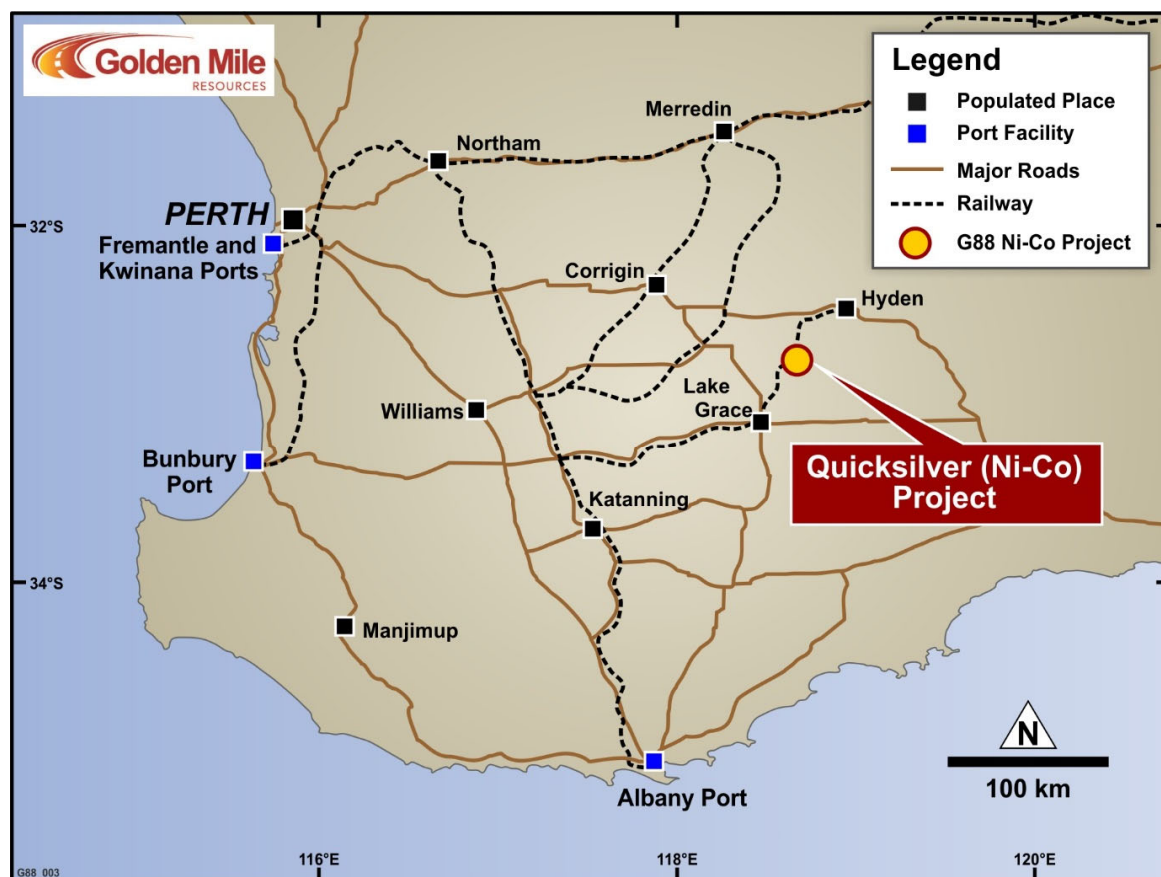 Golden Mile
RESOURCES
Legend
Populated Place
Port Facility
Major Roads
Railway
G88 Ni-Co Project
Merredin
Northam
PERTH
Fremantle and
Kwinana Ports
32°S
Corrigin
Hyden
Lake
Grace
Williams
Bunbury
Port
Quicksilver (Ni-Co)
Project
Katanning
34°S
Manjimup
N
100 km
Albany Port
116°E
118°E
120°E
G88_003